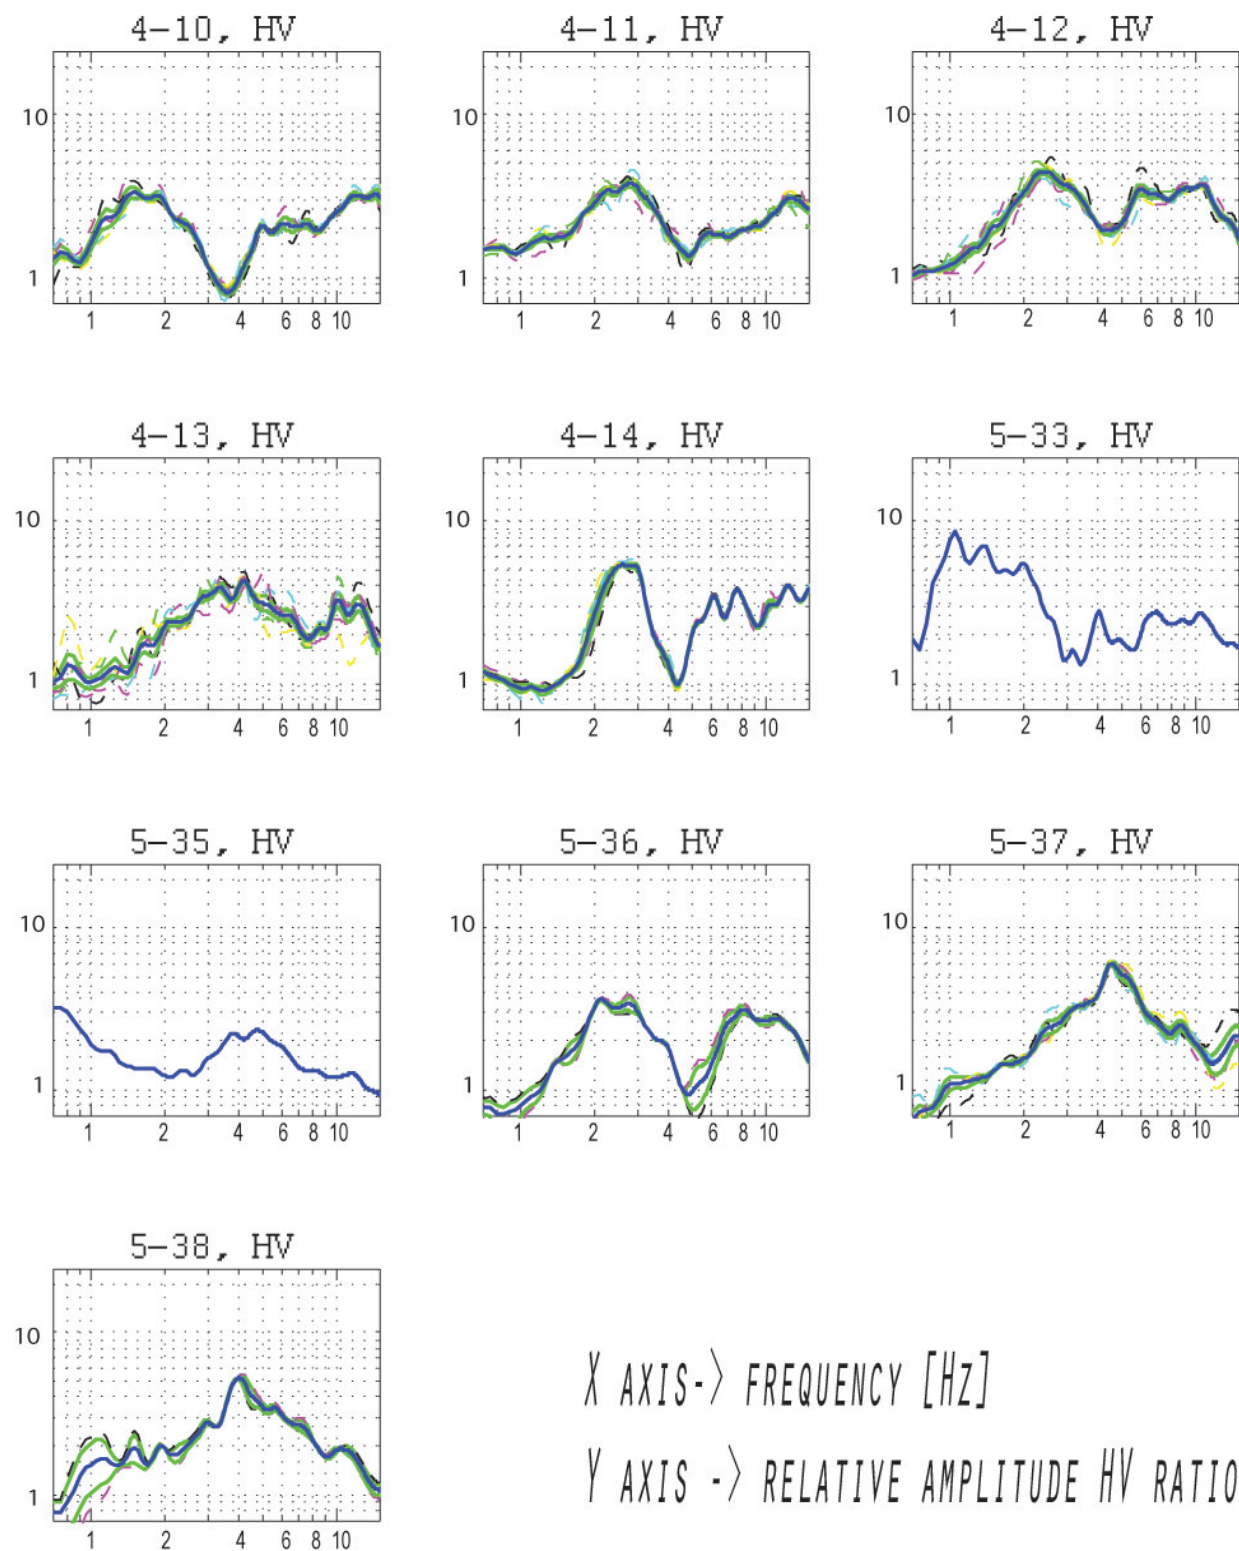 4-10, HV
4-11, HV
4-12, HV
10
1
1 2 4 6 8 10
10
1
1 2 4 6 8 10
10
1
1 2 4 6 8 10
4-13, HV
4-14, HV
5-33, HV
10
1
1 2 4 6 8 10
10
1
1 2 4 6 8 10
10
1
1 2 4 6 8 10
5-35, HV
5-36, HV
5-37, HV
10
1
1 2 4 6 8 10
10
1
1 2 4 6 8 10
10
1
1 2 4 6 8 10
5-38, HV
10
1
1 2 4 6 8 10
X AXIS-> FREQUENCY [HZ]
Y AXIS -> RELATIVE AMPLITUDE HV RATIO